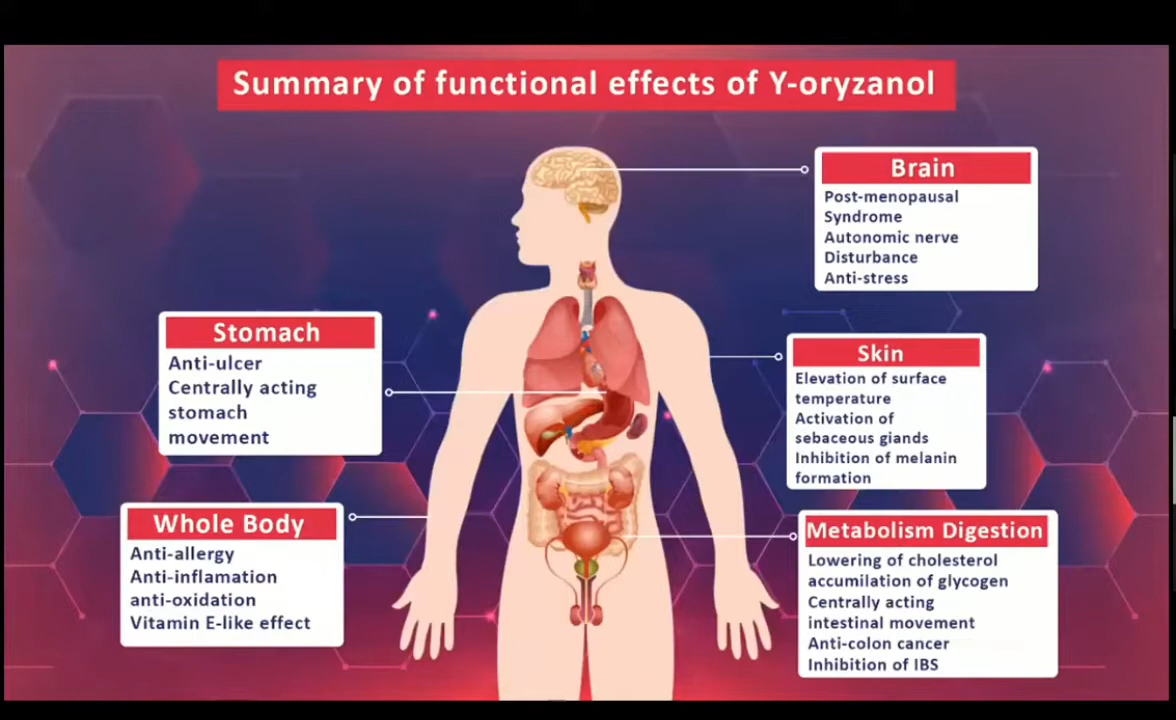 Summary of functional effects of Y-oryzanol
Brain
Post-menopausal
Syndrome
Autonomic nerve
Disturbance
Anti-stress
Stomach
Anti-ulcer
Centrally acting
stomach
movement
Skin
Elevation of surface
temperature
Activation of
sebaceous glands
Inhibition of melanin
formation
Whole Body
Anti-allergy
Anti-inflamation
anti-oxidation
Vitamin E-like effect
Metabolism Digestion
Lowering of cholesterol
accumilation of glycogen
Centrally acting
intestinal movement
Anti-colon cancer
Inhibition of IBS